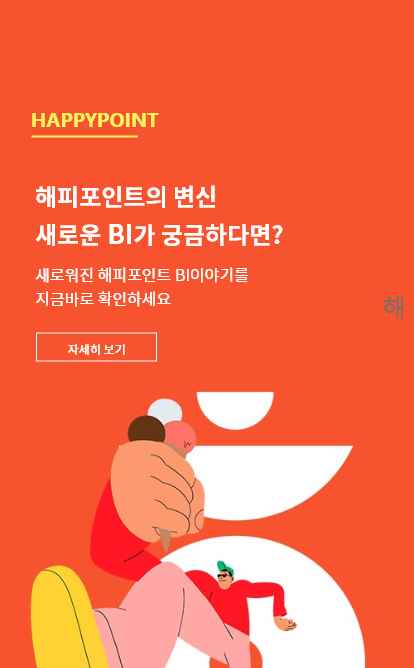 HAPPYPOINT
해피포인트의 변신
새로운 BI가 궁금하다면?
새로워진 해피포인트 BI이야기를
지금바로 확인하세요
해
자세히 보기